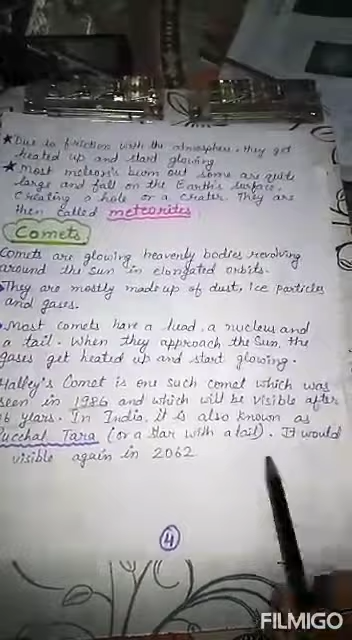 ★ Due to friction with the atmosphere, they get
heated up and start glowing.
★ Most meteors burn out some are quite
large and fall on the Earth's surface,
creating a hole or a crater. They are
then called meteorites.
Comets
Comets are glowing heavenly bodies revolving
around the Sun in elongated orbits.
They are mostly made up of dust, ice particles
and gases.
Most comets have a head, a nucleus and
a tail. When they approach the Sun, the
gases get heated up and start glowing.
Halley's Comet is one such comet which was
seen in 1986 and which will be visible after
6 years. In India, it is also known as
Pucchal Tara (or a star with a tail). It would
visible again in 2062
4
FILMIGO